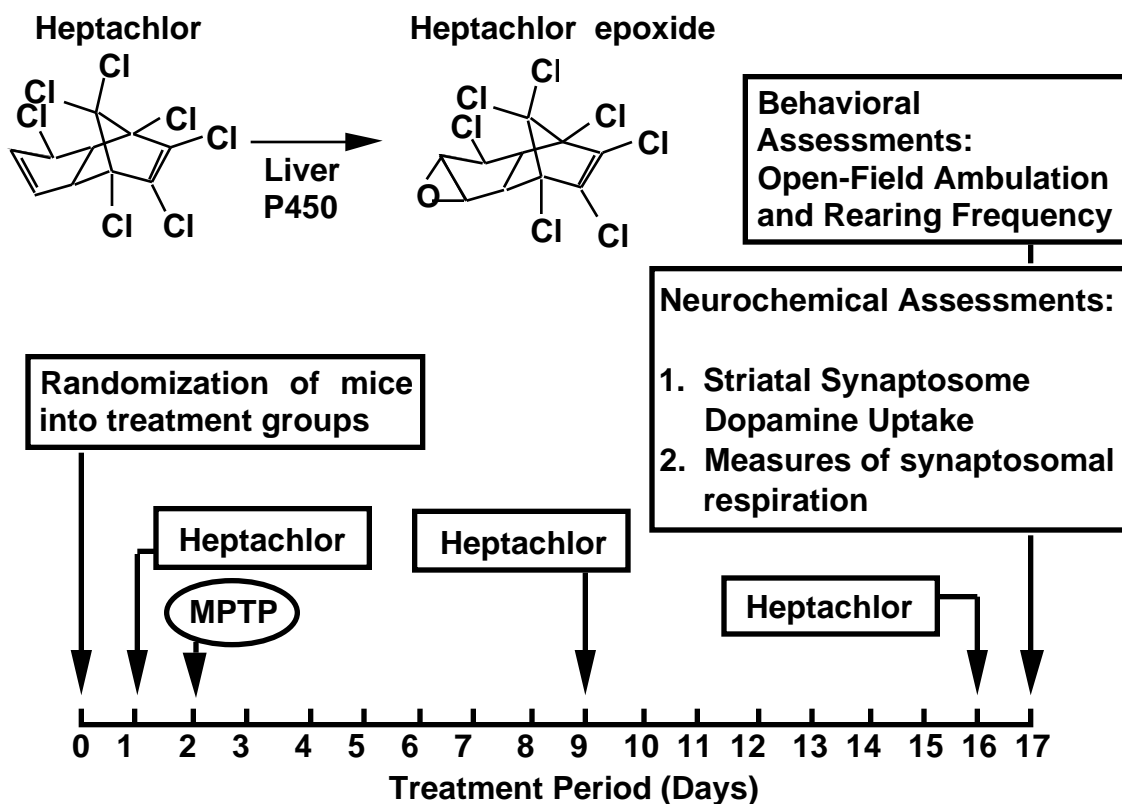 Heptachlor
Heptachlor epoxide
Cl
Cl
Cl
Cl
Cl
Cl
Cl
Liver
P450
Cl
Cl
Cl
Cl
Cl
Cl
Cl
O
Behavioral
Assessments:
Open-Field Ambulation
and Rearing Frequency
Neurochemical Assessments:
1. Striatal Synaptosome
Dopamine Uptake
2. Measures of synaptosomal
respiration
Randomization of mice
into treatment groups
Heptachlor
MPTP
Heptachlor
Heptachlor
0 1 2 3 4 5 6 7 8 9 10 11 12 13 14 15 16 17
Treatment Period (Days)